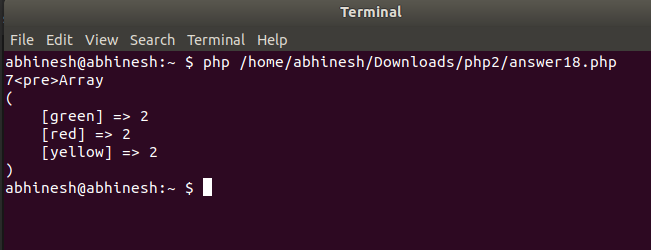 Terminal
File Edit View Search Terminal Help
abhinesh@abhinesh:~ $ php /home/abhinesh/Downloads/php2/answer18.php
7<pre>Array
(
    [green] => 2
    [red] => 2
    [yellow] => 2
)
abhinesh@abhinesh:~ $